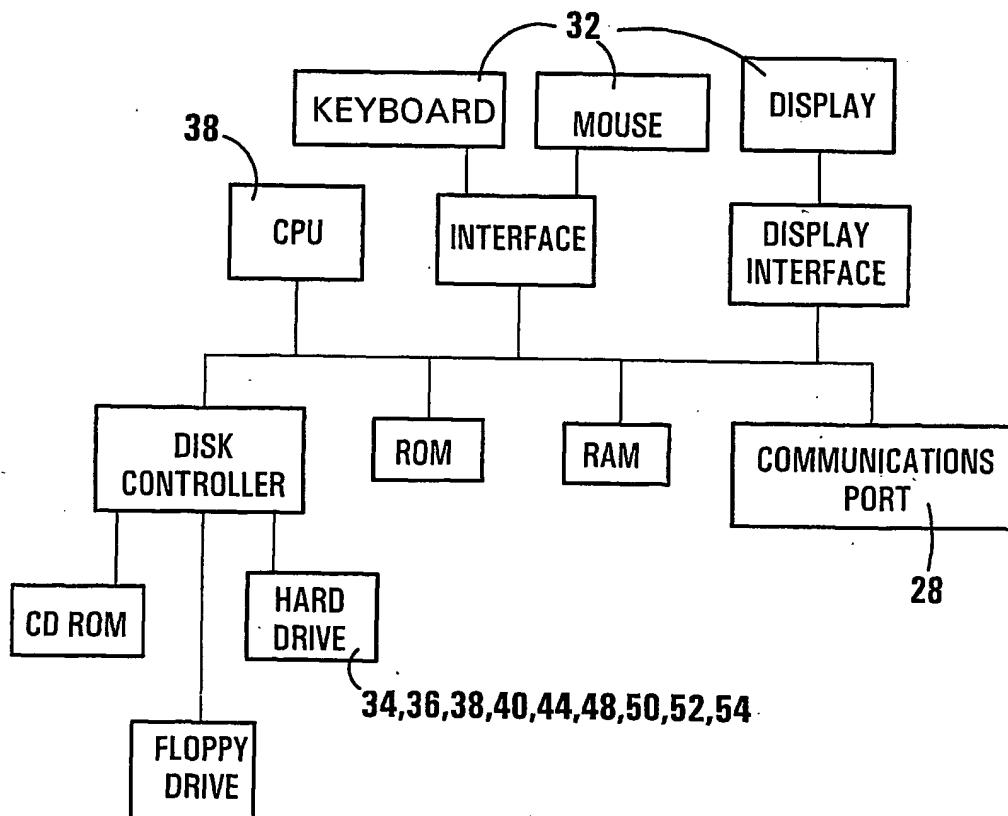 32
KEYBOARD
MOUSE
DISPLAY
38
CPU
INTERFACE
DISPLAY
INTERFACE
DISK
CONTROLLER
ROM
RAM
COMMUNICATIONS
PORT
28
CD ROM
HARD
DRIVE
34,36,38,40,44,48,50,52,54
FLOPPY
DRIVE